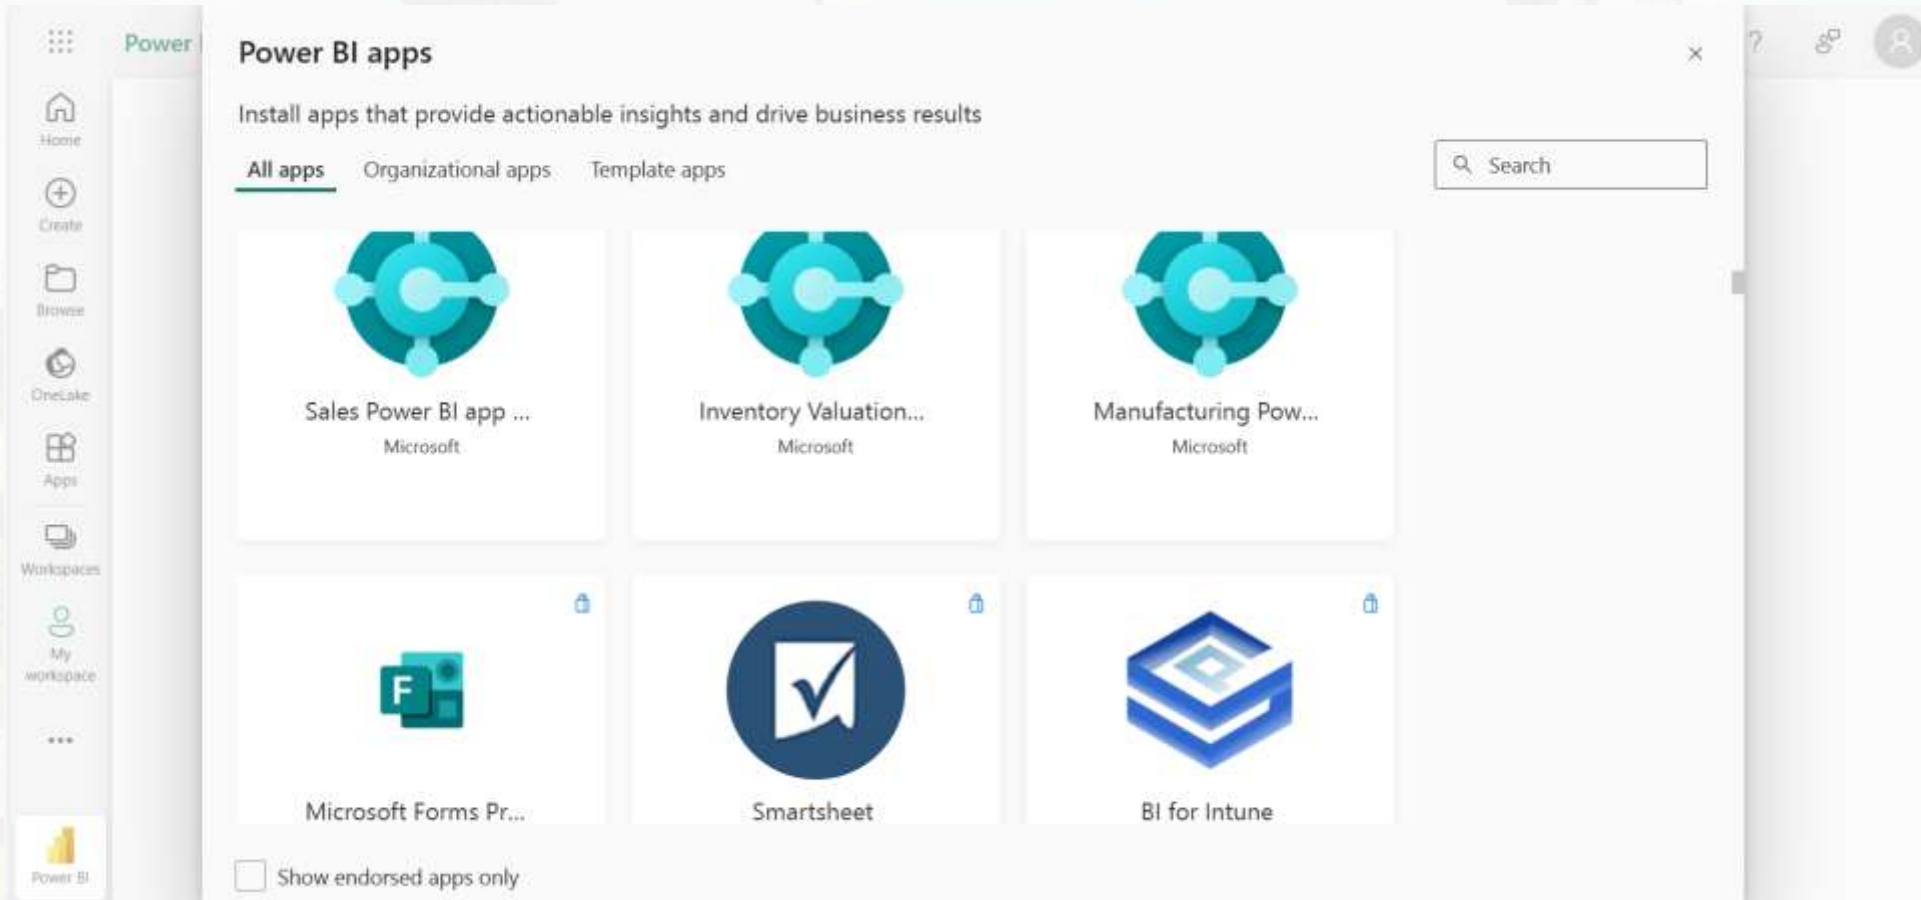 Power
Power BI apps
?
Install apps that provide actionable insights and drive business results
All apps
Organizational apps
Template apps
Search
Home
Create
Browse
OneLake
Apps
Workspaces
My
workspace
Power BI
Sales Power BI app ...
Microsoft
Inventory Valuation...
Microsoft
Manufacturing Pow...
Microsoft
F
Microsoft Forms Pr...
Smartsheet
BI for Intune
Show endorsed apps only